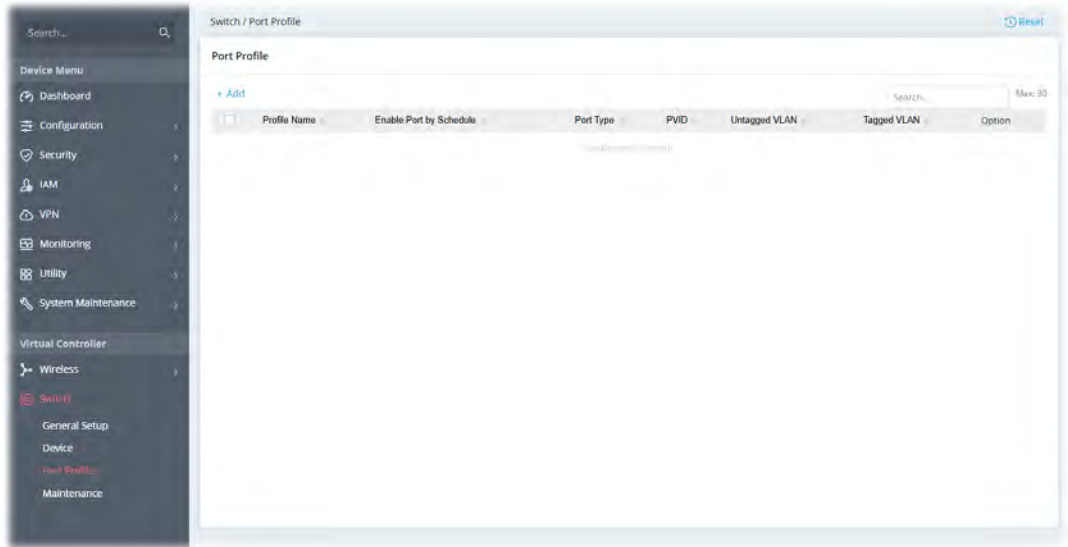 Search...
Device Menu
Dashboard
Configuration
Security
IAM
VPN
Monitoring
Utility
System Maintenance
Virtual Controller
Wireless
Switch
General Setup
Device
Port Profile
Maintenance
Switch / Port Profile
Reset
Port Profile
+ Add
Search...
Max: 30
Profile Name
Enable Port by Schedule
Port Type
PVID
Untagged VLAN
Tagged VLAN
Option